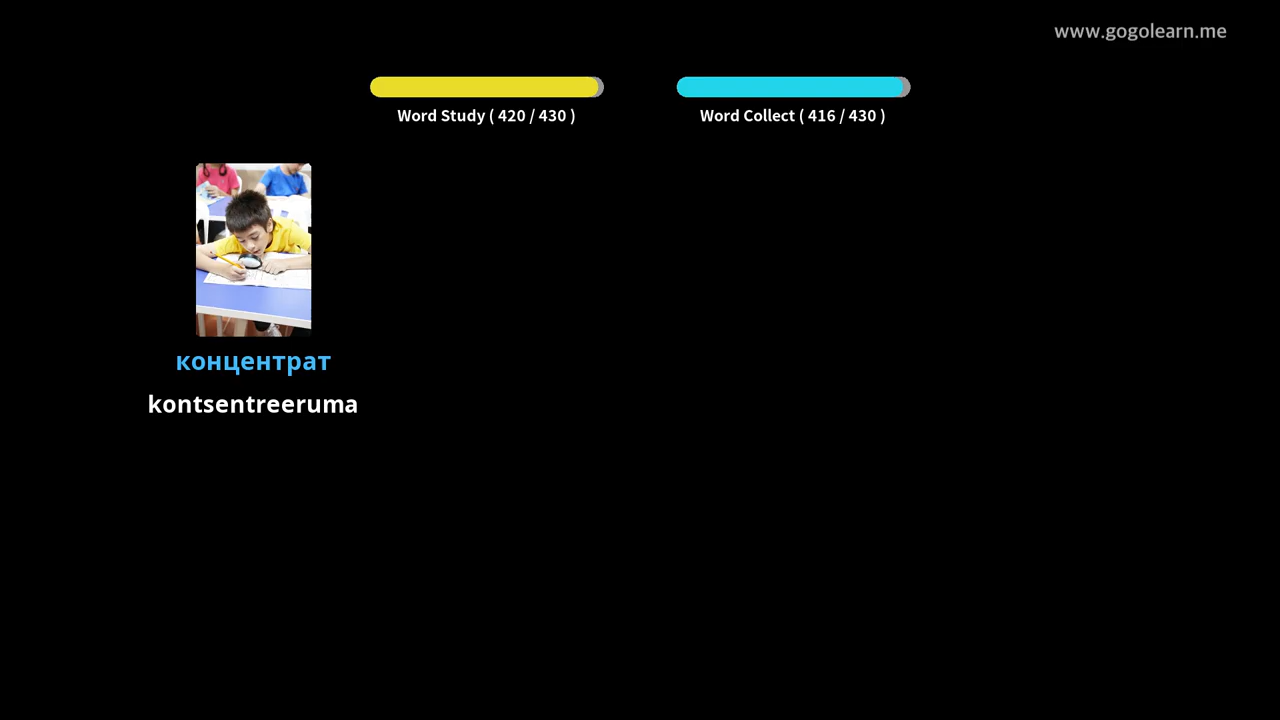 www.gogolearn.me
Word Study ( 420 / 430 )
Word Collect ( 416 / 430 )
концентрат
kontsentreeruma